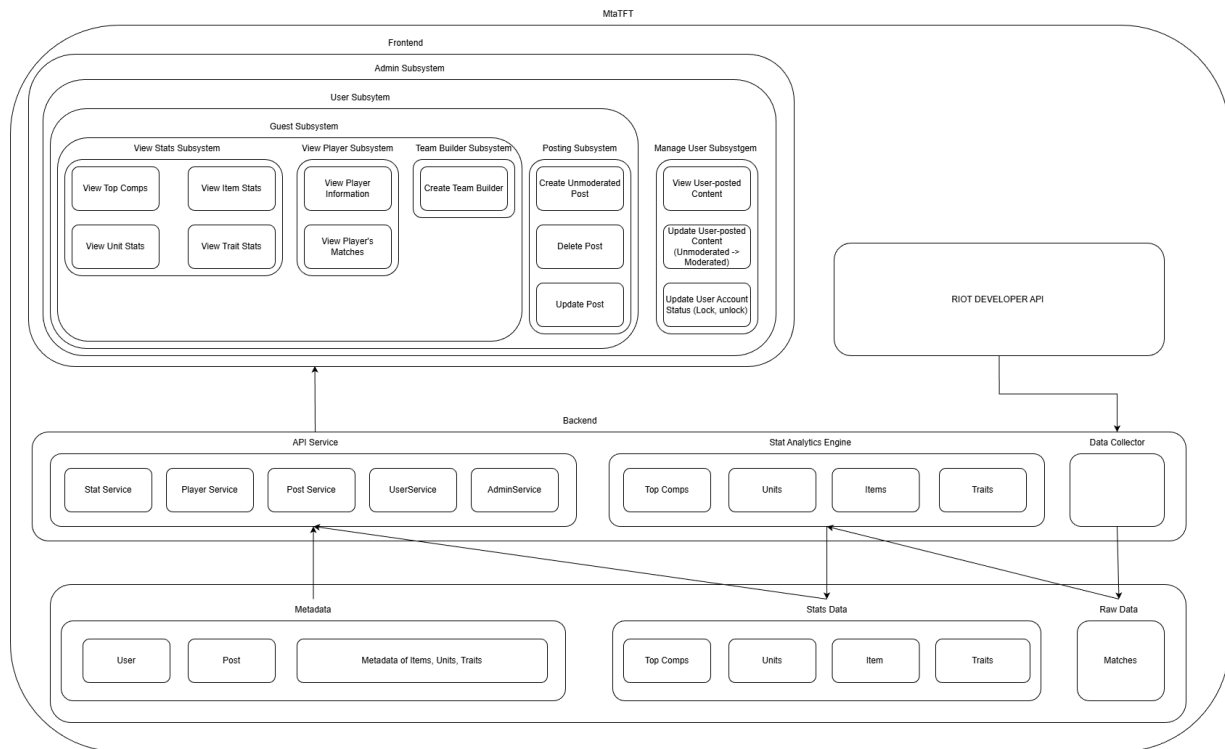 MtaTFT
Frontend
Admin Subsystem
User Subsytem
Guest Subsystem
View Stats Subsystem
View Top Comps
View Item Stats
View Unit Stats
View Trait Stats
View Player Subsystem
View Player
Information
View Player's
Matches
Team Builder Subsystem
Create Team Builder
Posting Subsystem
Create Unmoderated
Post
Delete Post
Update Post
Manage User Subsystgem
View User-posted
Content
Update User-posted
Content
(Unmoderated ->
Moderated)
Update User Account
Status (Lock, unlock)
RIOT DEVELOPER API
Backend
API Service
Stat Service
Player Service
Post Service
UserService
AdminService
Stat Analytics Engine
Top Comps
Units
Items
Traits
Data Collector
Metadata
User
Post
Metadata of Items, Units, Traits
Stats Data
Top Comps
Units
Item
Traits
Raw Data
Matches